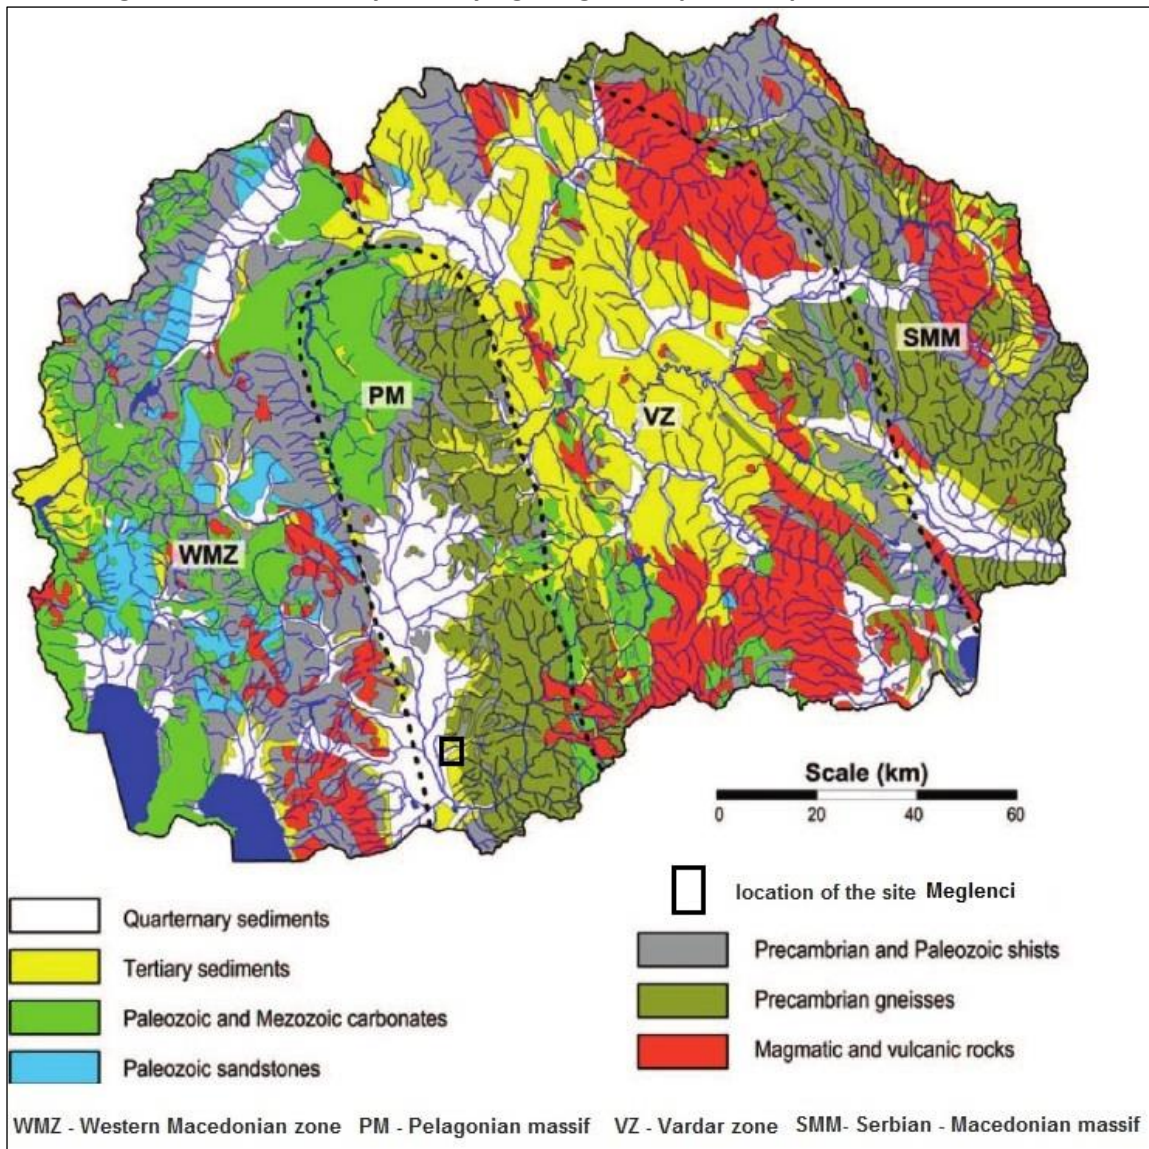 SMM
PM
VZ
WMZ
Scale (km)
0 20 40 60
location of the site Meglenci
Quarternary sediments
Precambrian and Paleozoic shists
Tertiary sediments
Precambrian gneisses
Paleozoic and Mezozoic carbonates
Magmatic and vulcanic rocks
Paleozoic sandstones
WMZ - Western Macedonian zone PM - Pelagonian massif VZ - Vardar zone SMM- Serbian - Macedonian massif